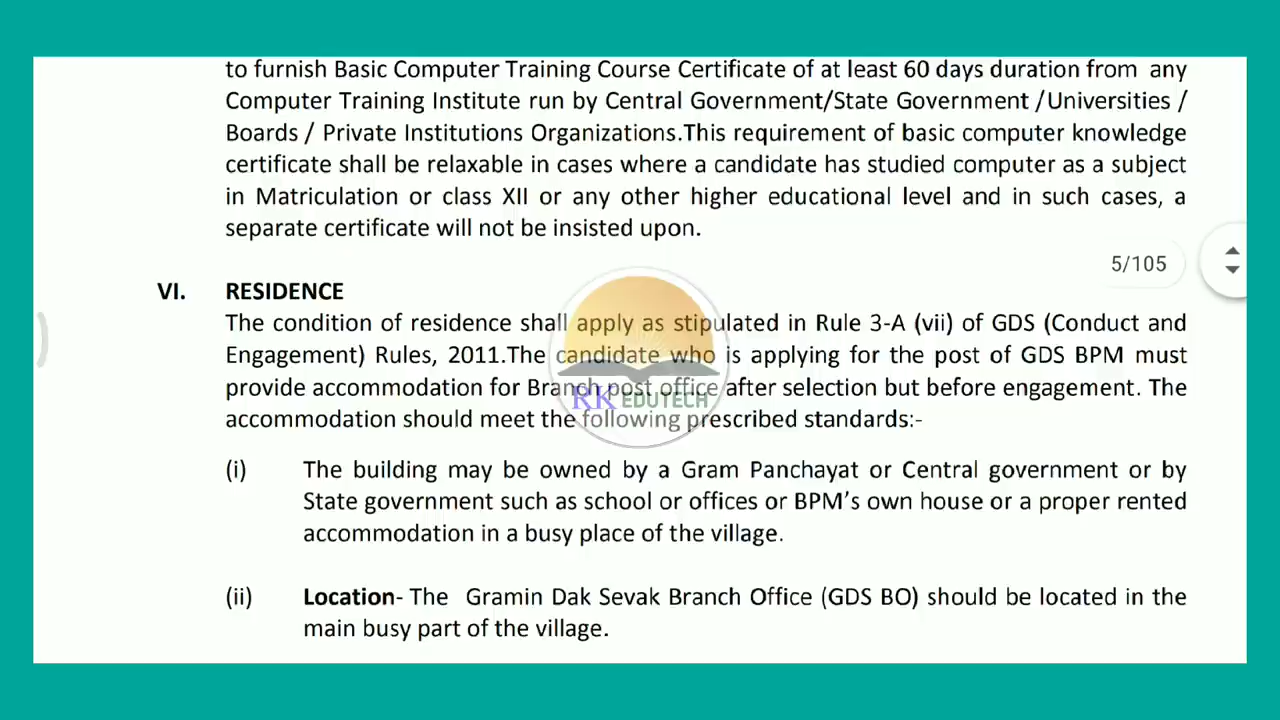 to furnish Basic Computer Training Course Certificate of at least 60 days duration from any
Computer Training Institute run by Central Government/State Government /Universities /
Boards / Private Institutions Organizations.This requirement of basic computer knowledge
certificate shall be relaxable in cases where a candidate has studied computer as a subject
in Matriculation or class XII or any other higher educational level and in such cases, a
separate certificate will not be insisted upon.
5/105
VI. RESIDENCE
The condition of residence shall apply as stipulated in Rule 3-A (vii) of GDS (Conduct and
Engagement) Rules, 2011.The candidate who is applying for the post of GDS BPM must
provide accommodation for Branch post office after selection but before engagement. The
RK EDUTECH
accommodation should meet the following prescribed standards:-
(i) The building may be owned by a Gram Panchayat or Central government or by
State government such as school or offices or BPM's own house or a proper rented
accommodation in a busy place of the village.
(ii) Location- The Gramin Dak Sevak Branch Office (GDS BO) should be located in the
main busy part of the village.